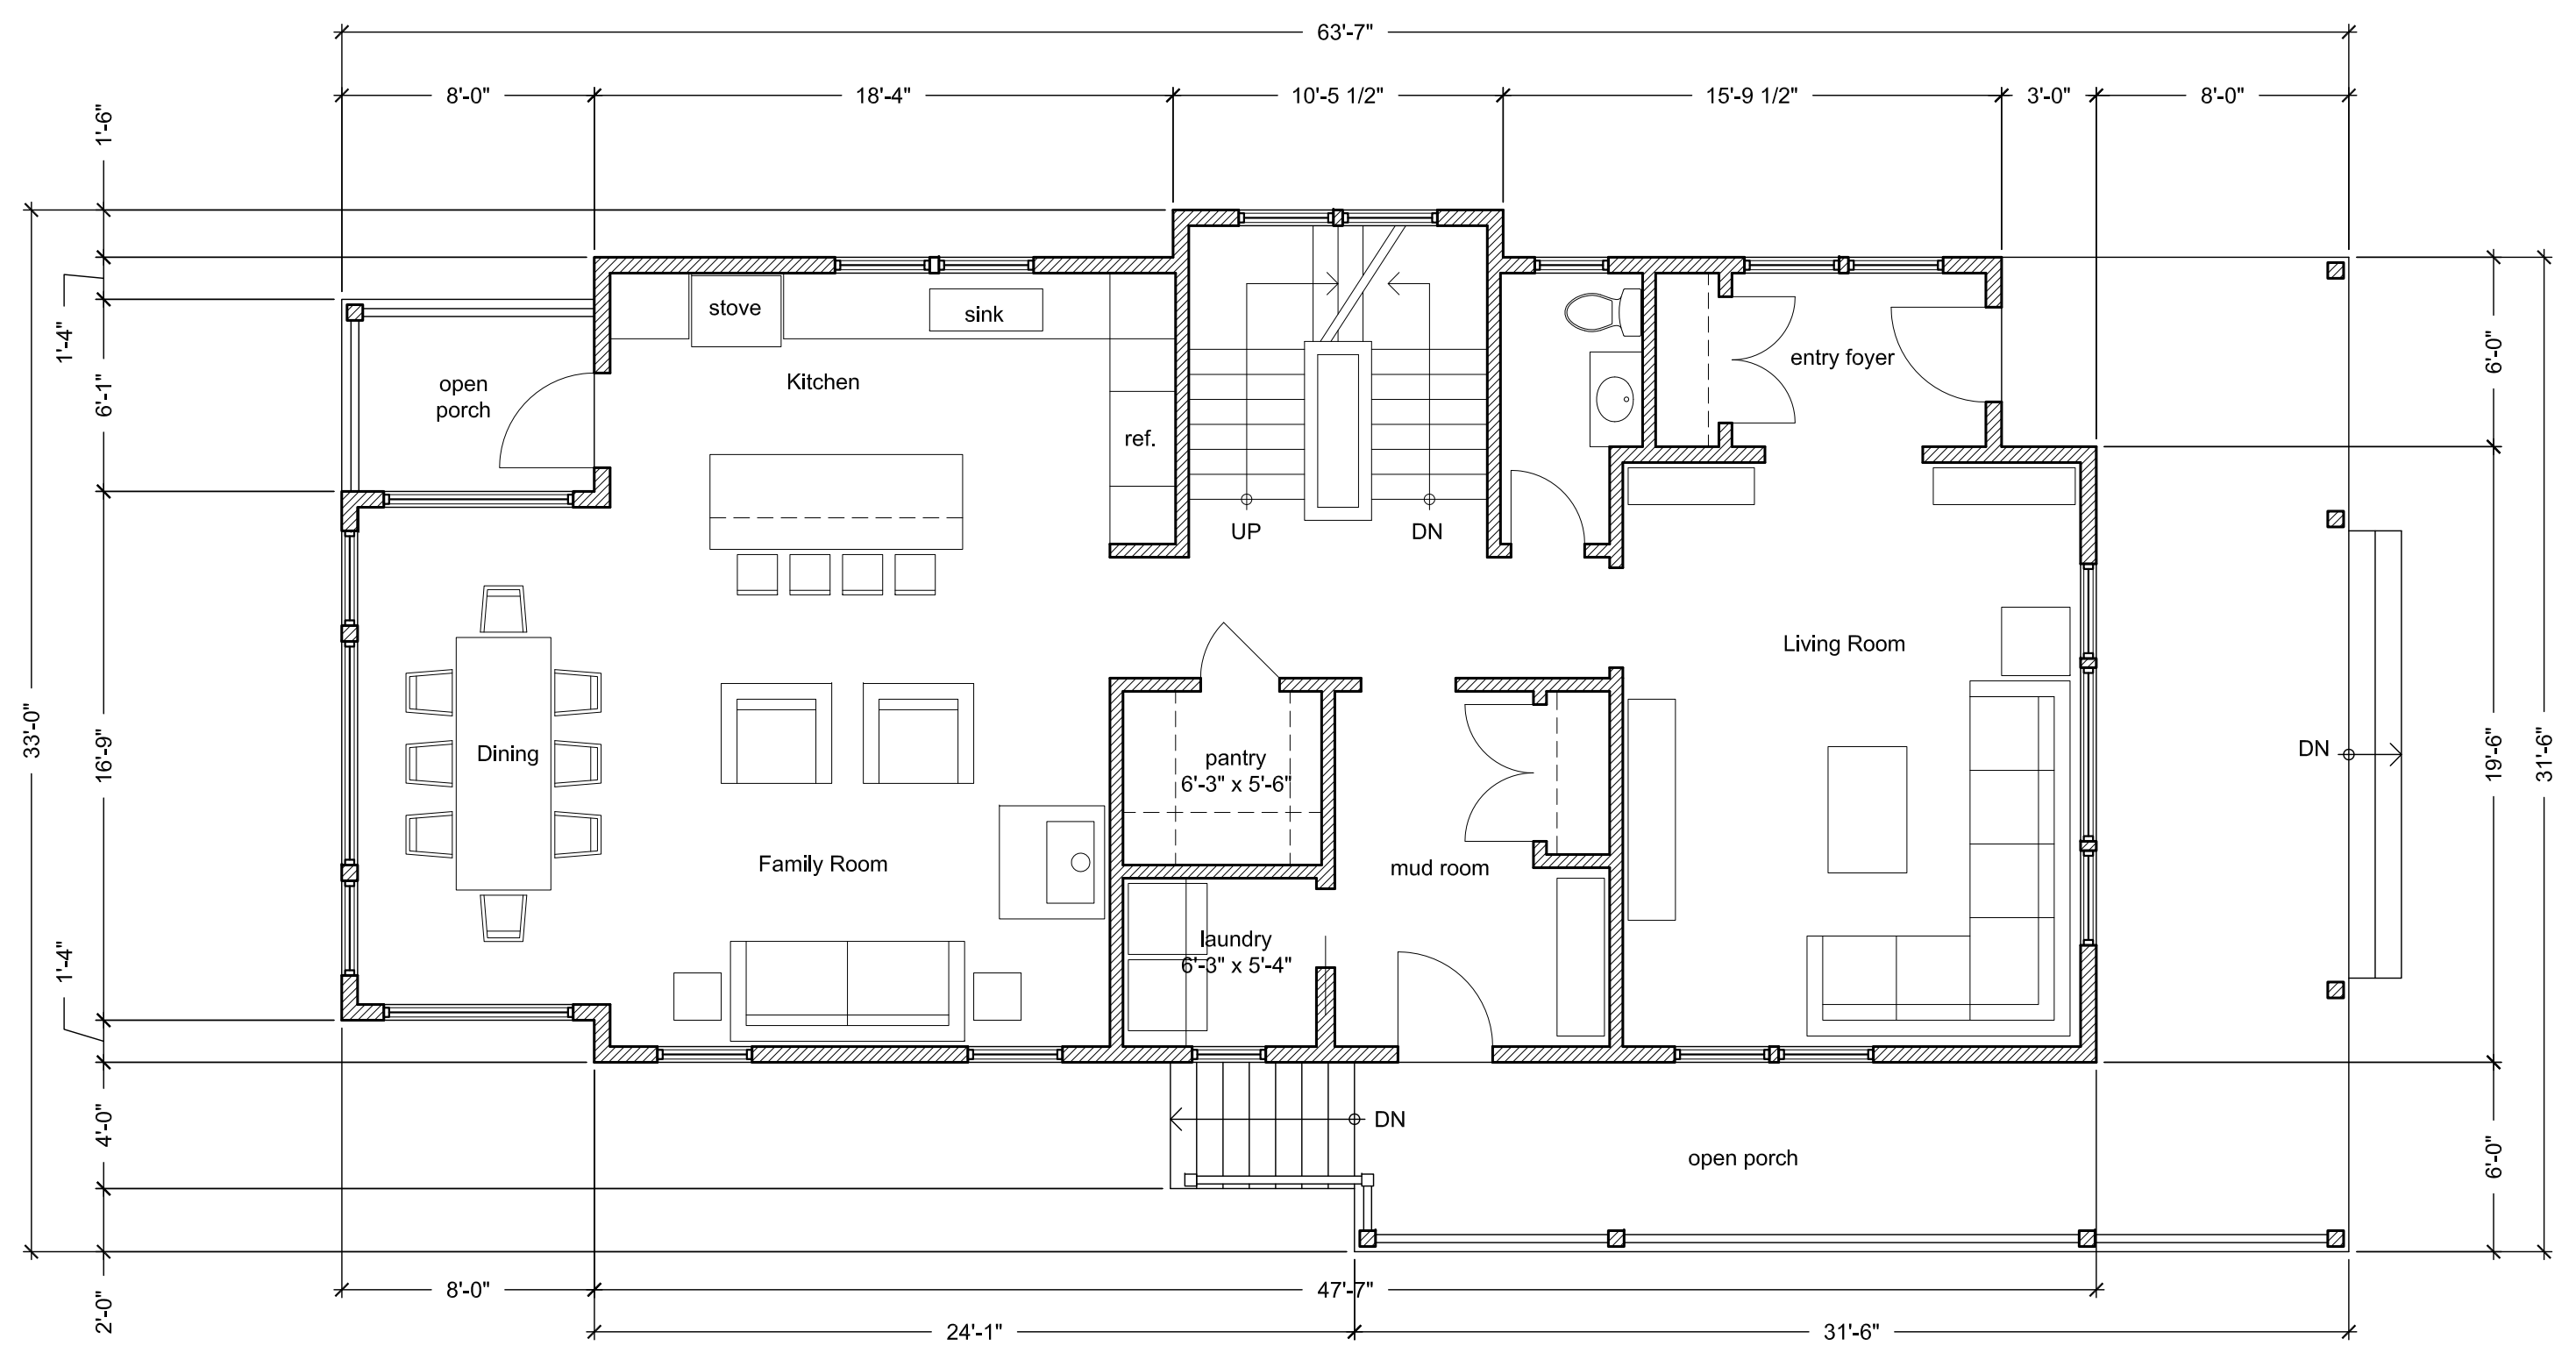 63'-7"
8'-0"
18'-4"
10'-5 1/2"
15'-9 1/2"
3'-0"
8'-0"
1'-6"
1'-4"
6'-1"
33'-0"
16'-9"
1'-4"
4'-0"
2'-0"
stove
sink
Kitchen
entry foyer
open
porch
ref.
UP
DN
Living Room
Dining
pantry
6'-3" x 5'-6"
Family Room
mud room
laundry
6'-3" x 5'-4"
DN
DN
open porch
6'-0"
19'-6"
31'-6"
6'-0"
8'-0"
47'-7"
24'-1"
31'-6"